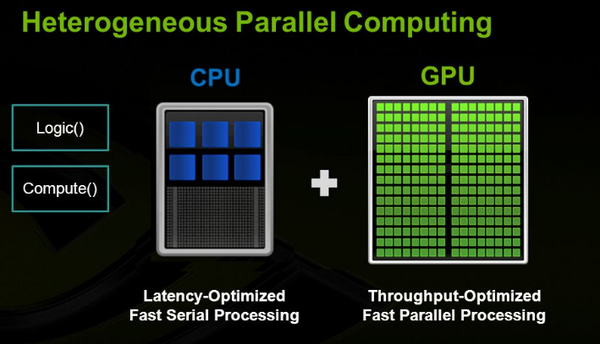 Heterogeneous Parallel Computing
CPU
GPU
Logic()
Compute()
Latency-Optimized
Fast Serial Processing
Throughput-Optimized
Fast Parallel Processing